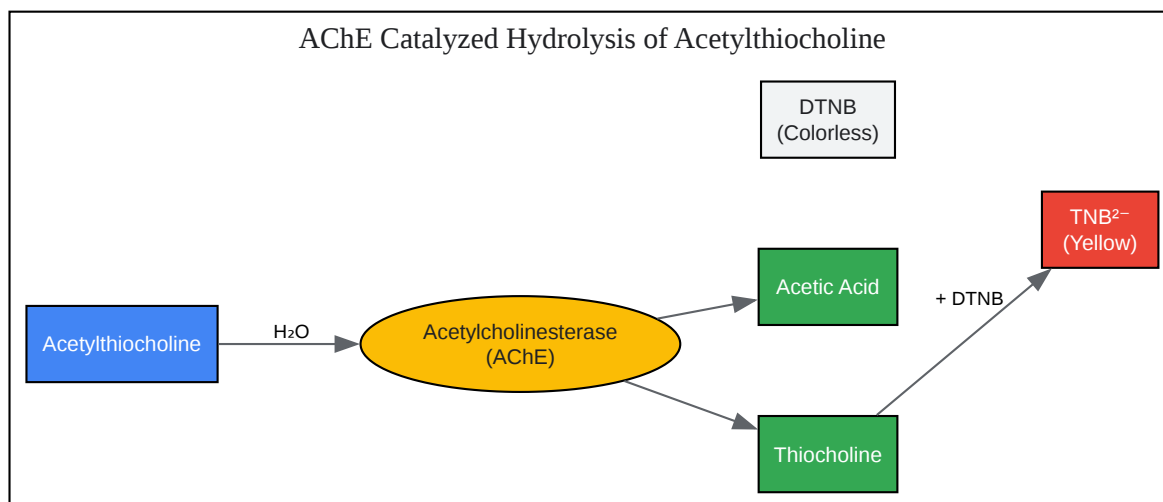 AChE Catalyzed Hydrolysis of Acetylthiocholine
DTNB
(Colorless)
TNB²⁻
(Yellow)
Acetic Acid
+ DTNB
Acetylthiocholine
H₂O
Acetylcholinesterase
(AChE)
Thiocholine